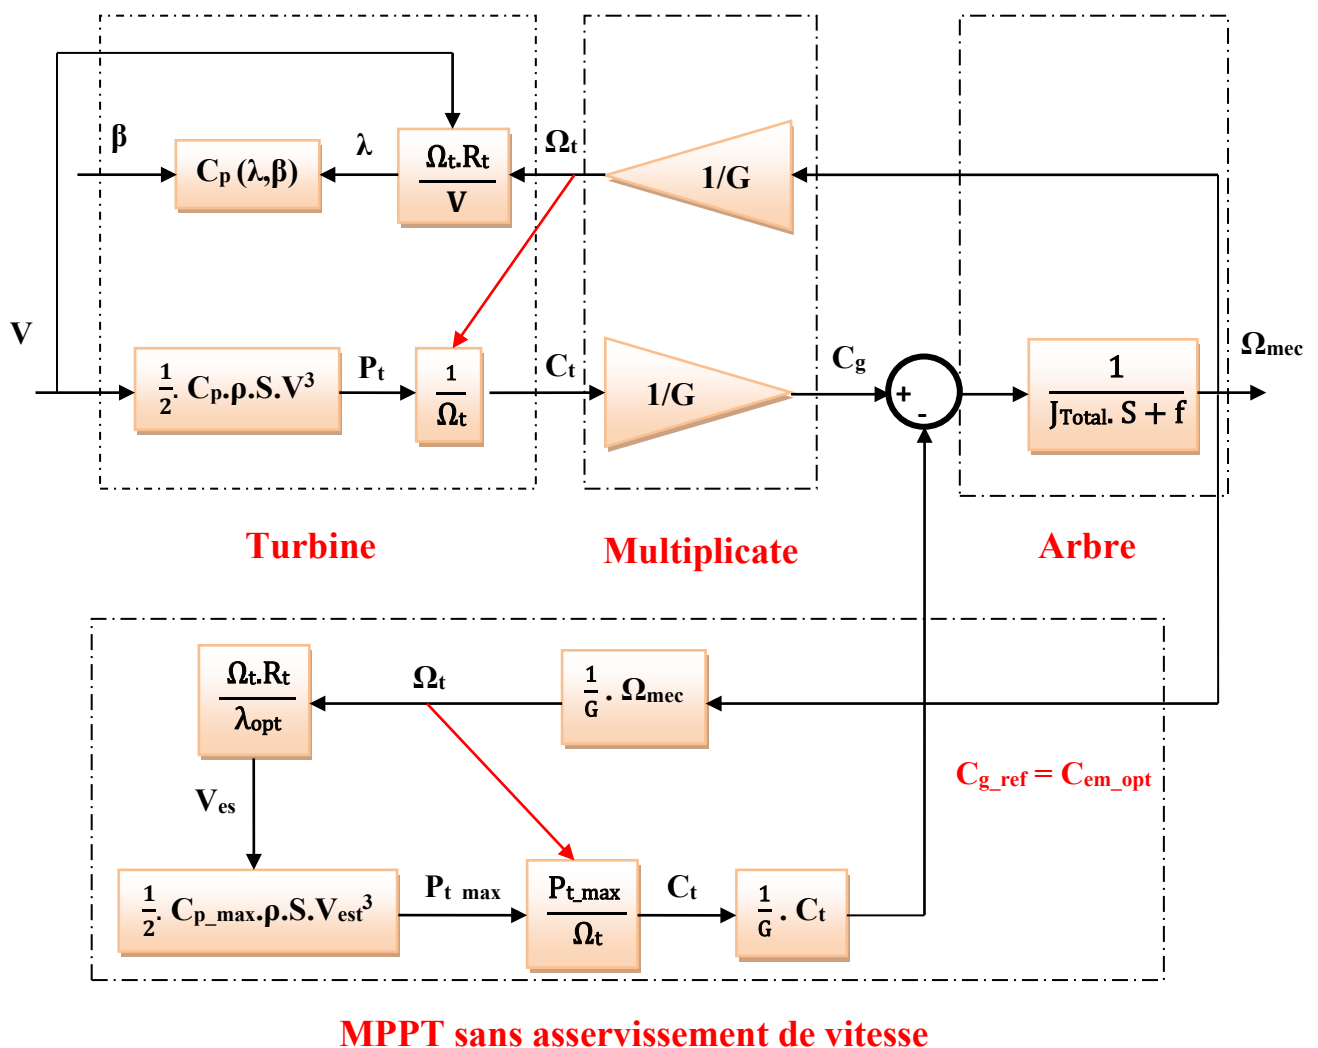 β
Cp (λ,β)
λ
Ωt.Rt
V
Ωt
1/G
V
1/2 . Cp.ρ.S.V³
Pt
1
Ωt
Ct
1/G
Cg
+
-
1
JTotal. S + f
Ωmec
Turbine
Multiplicate
Arbre
Ωt.Rt
λopt
Ωt
1/G . Ωmec
Cg_ref = Cem_opt
Ves
1/2 . Cp_max.ρ.S.Vest³
Pt max
Pt_max
Ωt
Ct
1/G . Ct
MPPT sans asservissement de vitesse